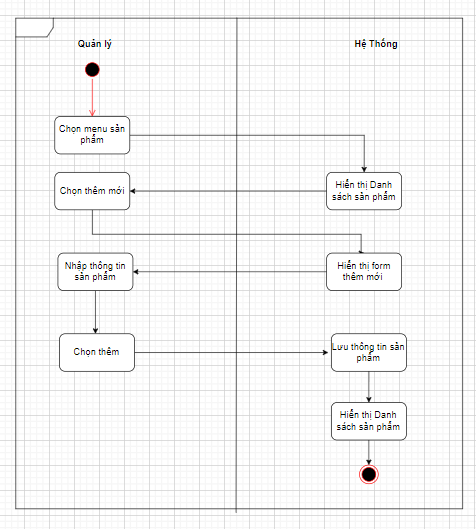 Quản lý
Hệ Thống
Chọn menu sản
phẩm
Hiển thị Danh
sách sản phẩm
Chọn thêm mới
Nhập thông tin
sản phẩm
Hiển thị form
thêm mới
Chọn thêm
Lưu thông tin sản
phẩm
Hiển thị Danh
sách sản phẩm